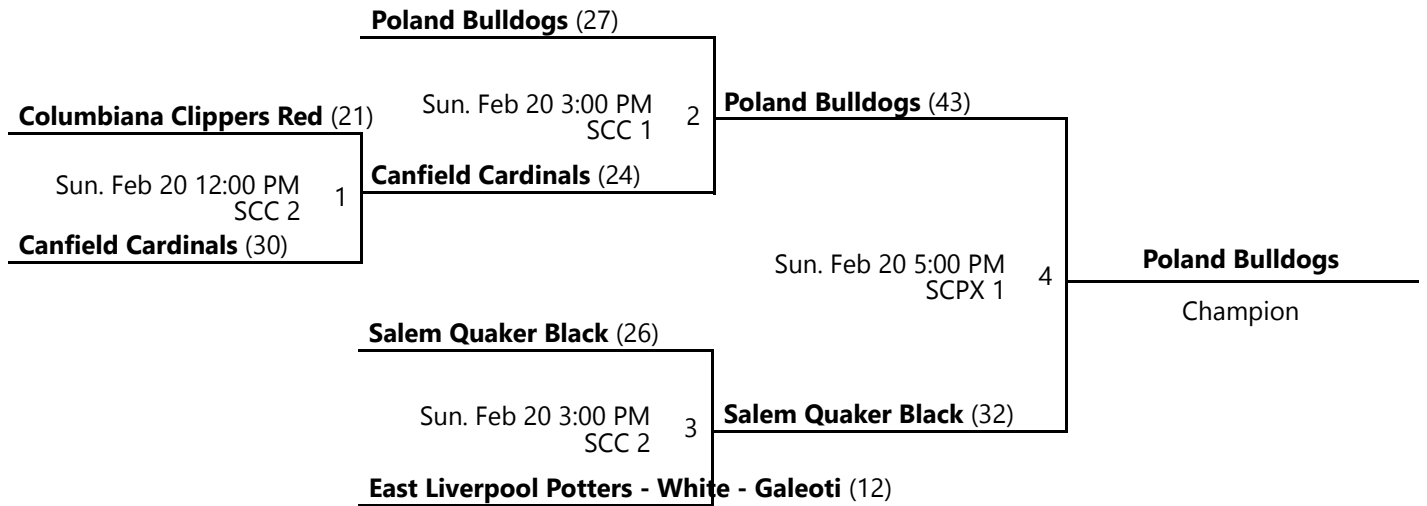 Poland Bulldogs (27)
Columbiana Clippers Red (21)
Sun. Feb 20 3:00 PM
SCC 1
2
Poland Bulldogs (43)
Sun. Feb 20 12:00 PM
SCC 2
1
Canfield Cardinals (24)
Canfield Cardinals (30)
Sun. Feb 20 5:00 PM
SCPX 1
4
Poland Bulldogs
Champion
Salem Quaker Black (26)
Sun. Feb 20 3:00 PM
SCC 2
3
Salem Quaker Black (32)
East Liverpool Potters - White - Galeoti (12)